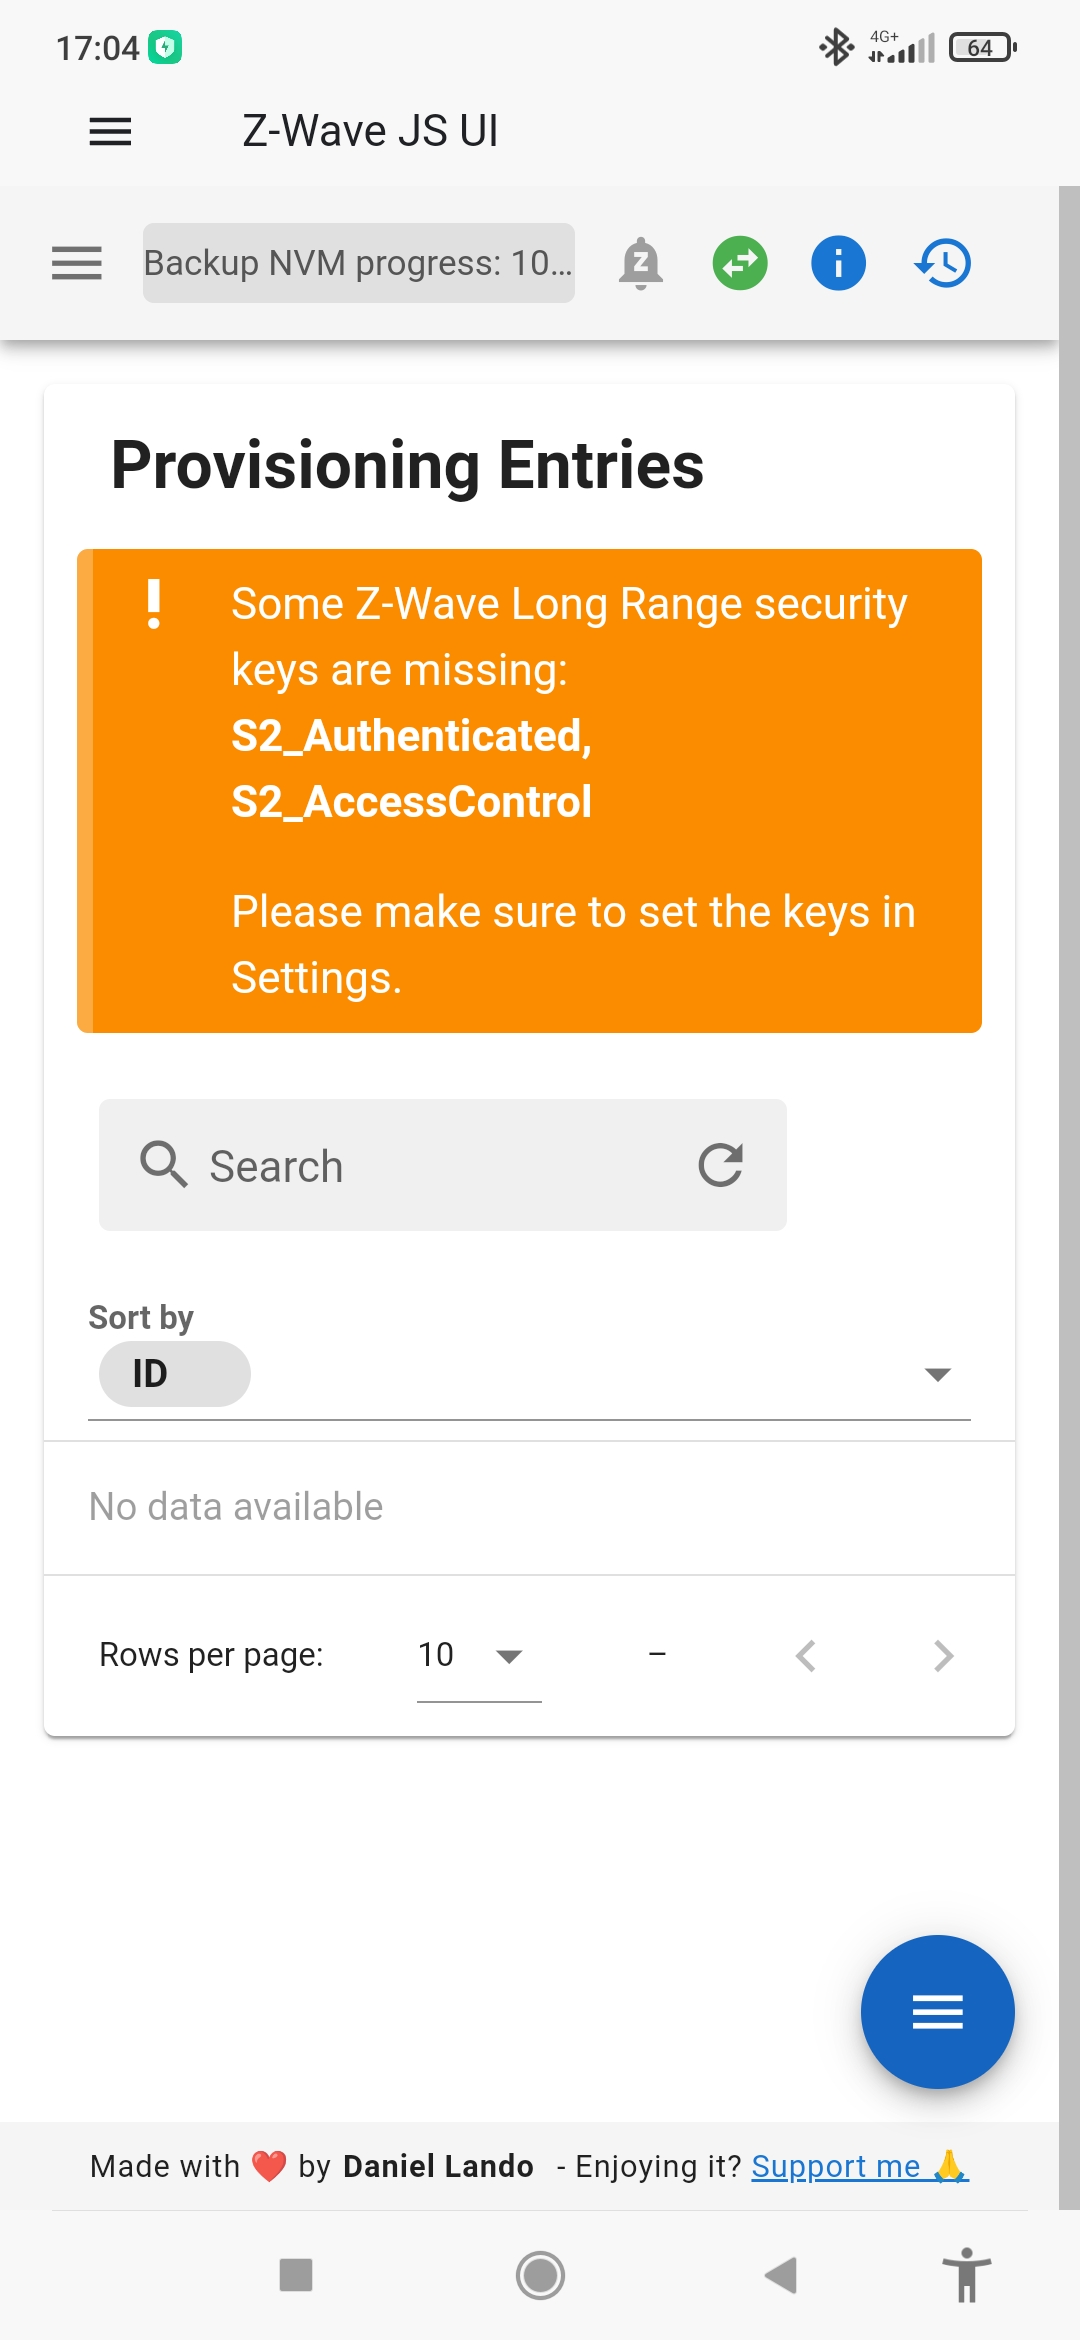 17:04
4G+
64
Z-Wave JS UI
Backup NVM progress: 10...
Provisioning Entries
Some Z-Wave Long Range security
keys are missing:
S2_Authenticated,
S2_AccessControl
Please make sure to set the keys in
Settings.
Search
Sort by
ID
No data available
Rows per page:
10
–
Made with ❤️ by Daniel Lando - Enjoying it? Support me 🙏